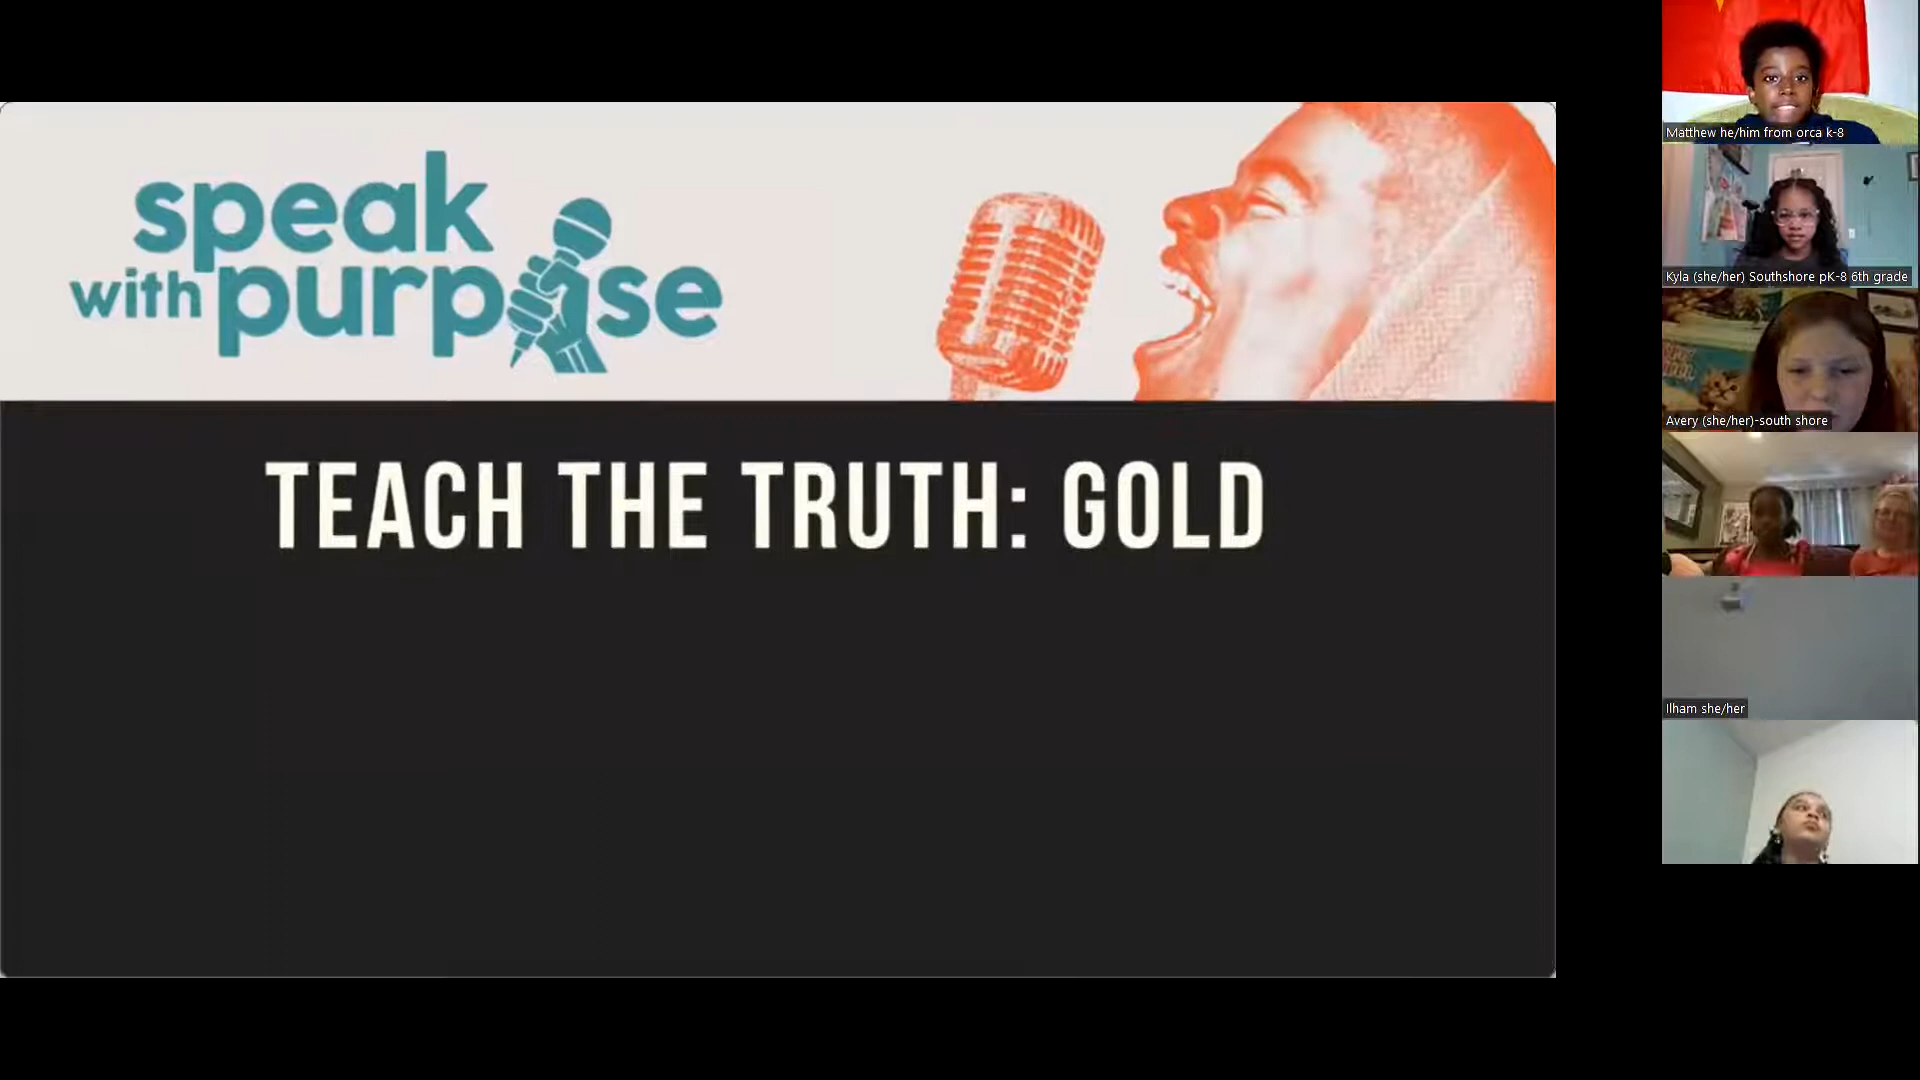 speak
with purpose
TEACH THE TRUTH: GOLD
Matthew he/him from orca k-8
Kyla (she/her) Southshore pK-8 6th grade
Avery (she/her)-south shore
Ilham she/her